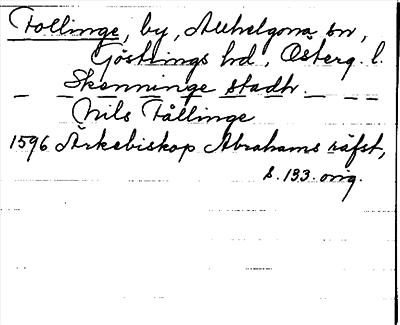 Follinge, by, Allhelgona sn,
Göstrings hd, Österg. l.
Skenninge stadh.
Nils Fållinge
1596 Ärkebiskop Abrahams räfst,
s. 133. orig.